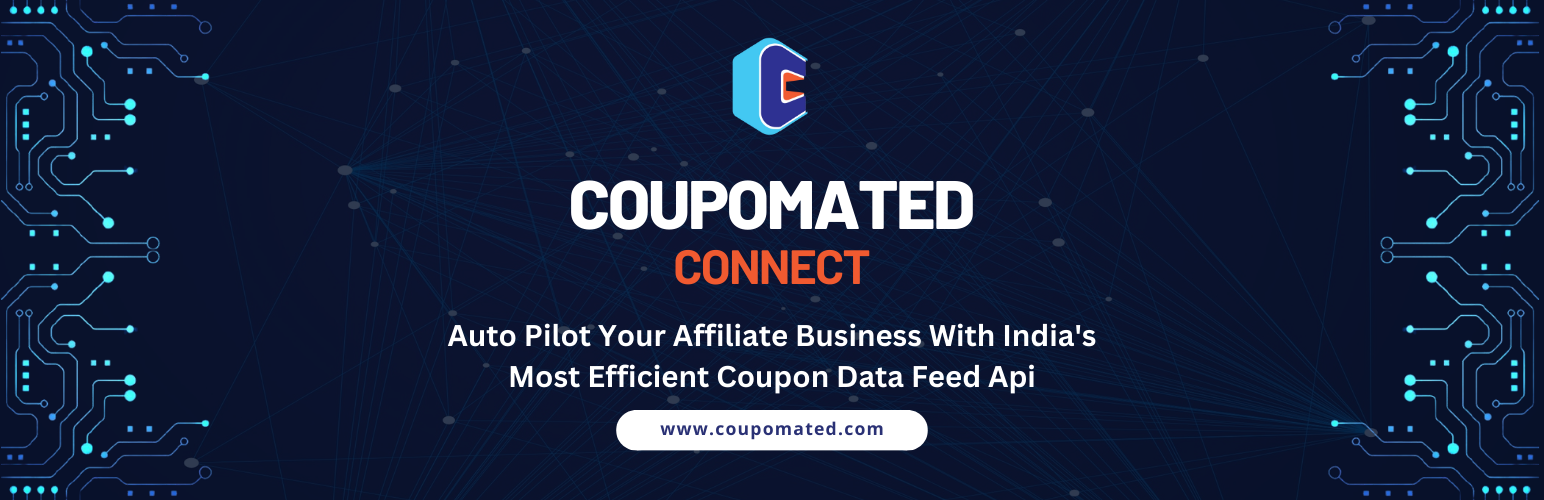 COUPOMATED
CONNECT
Auto Pilot Your Affiliate Business With India's
Most Efficient Coupon Data Feed Api
www.coupomated.com